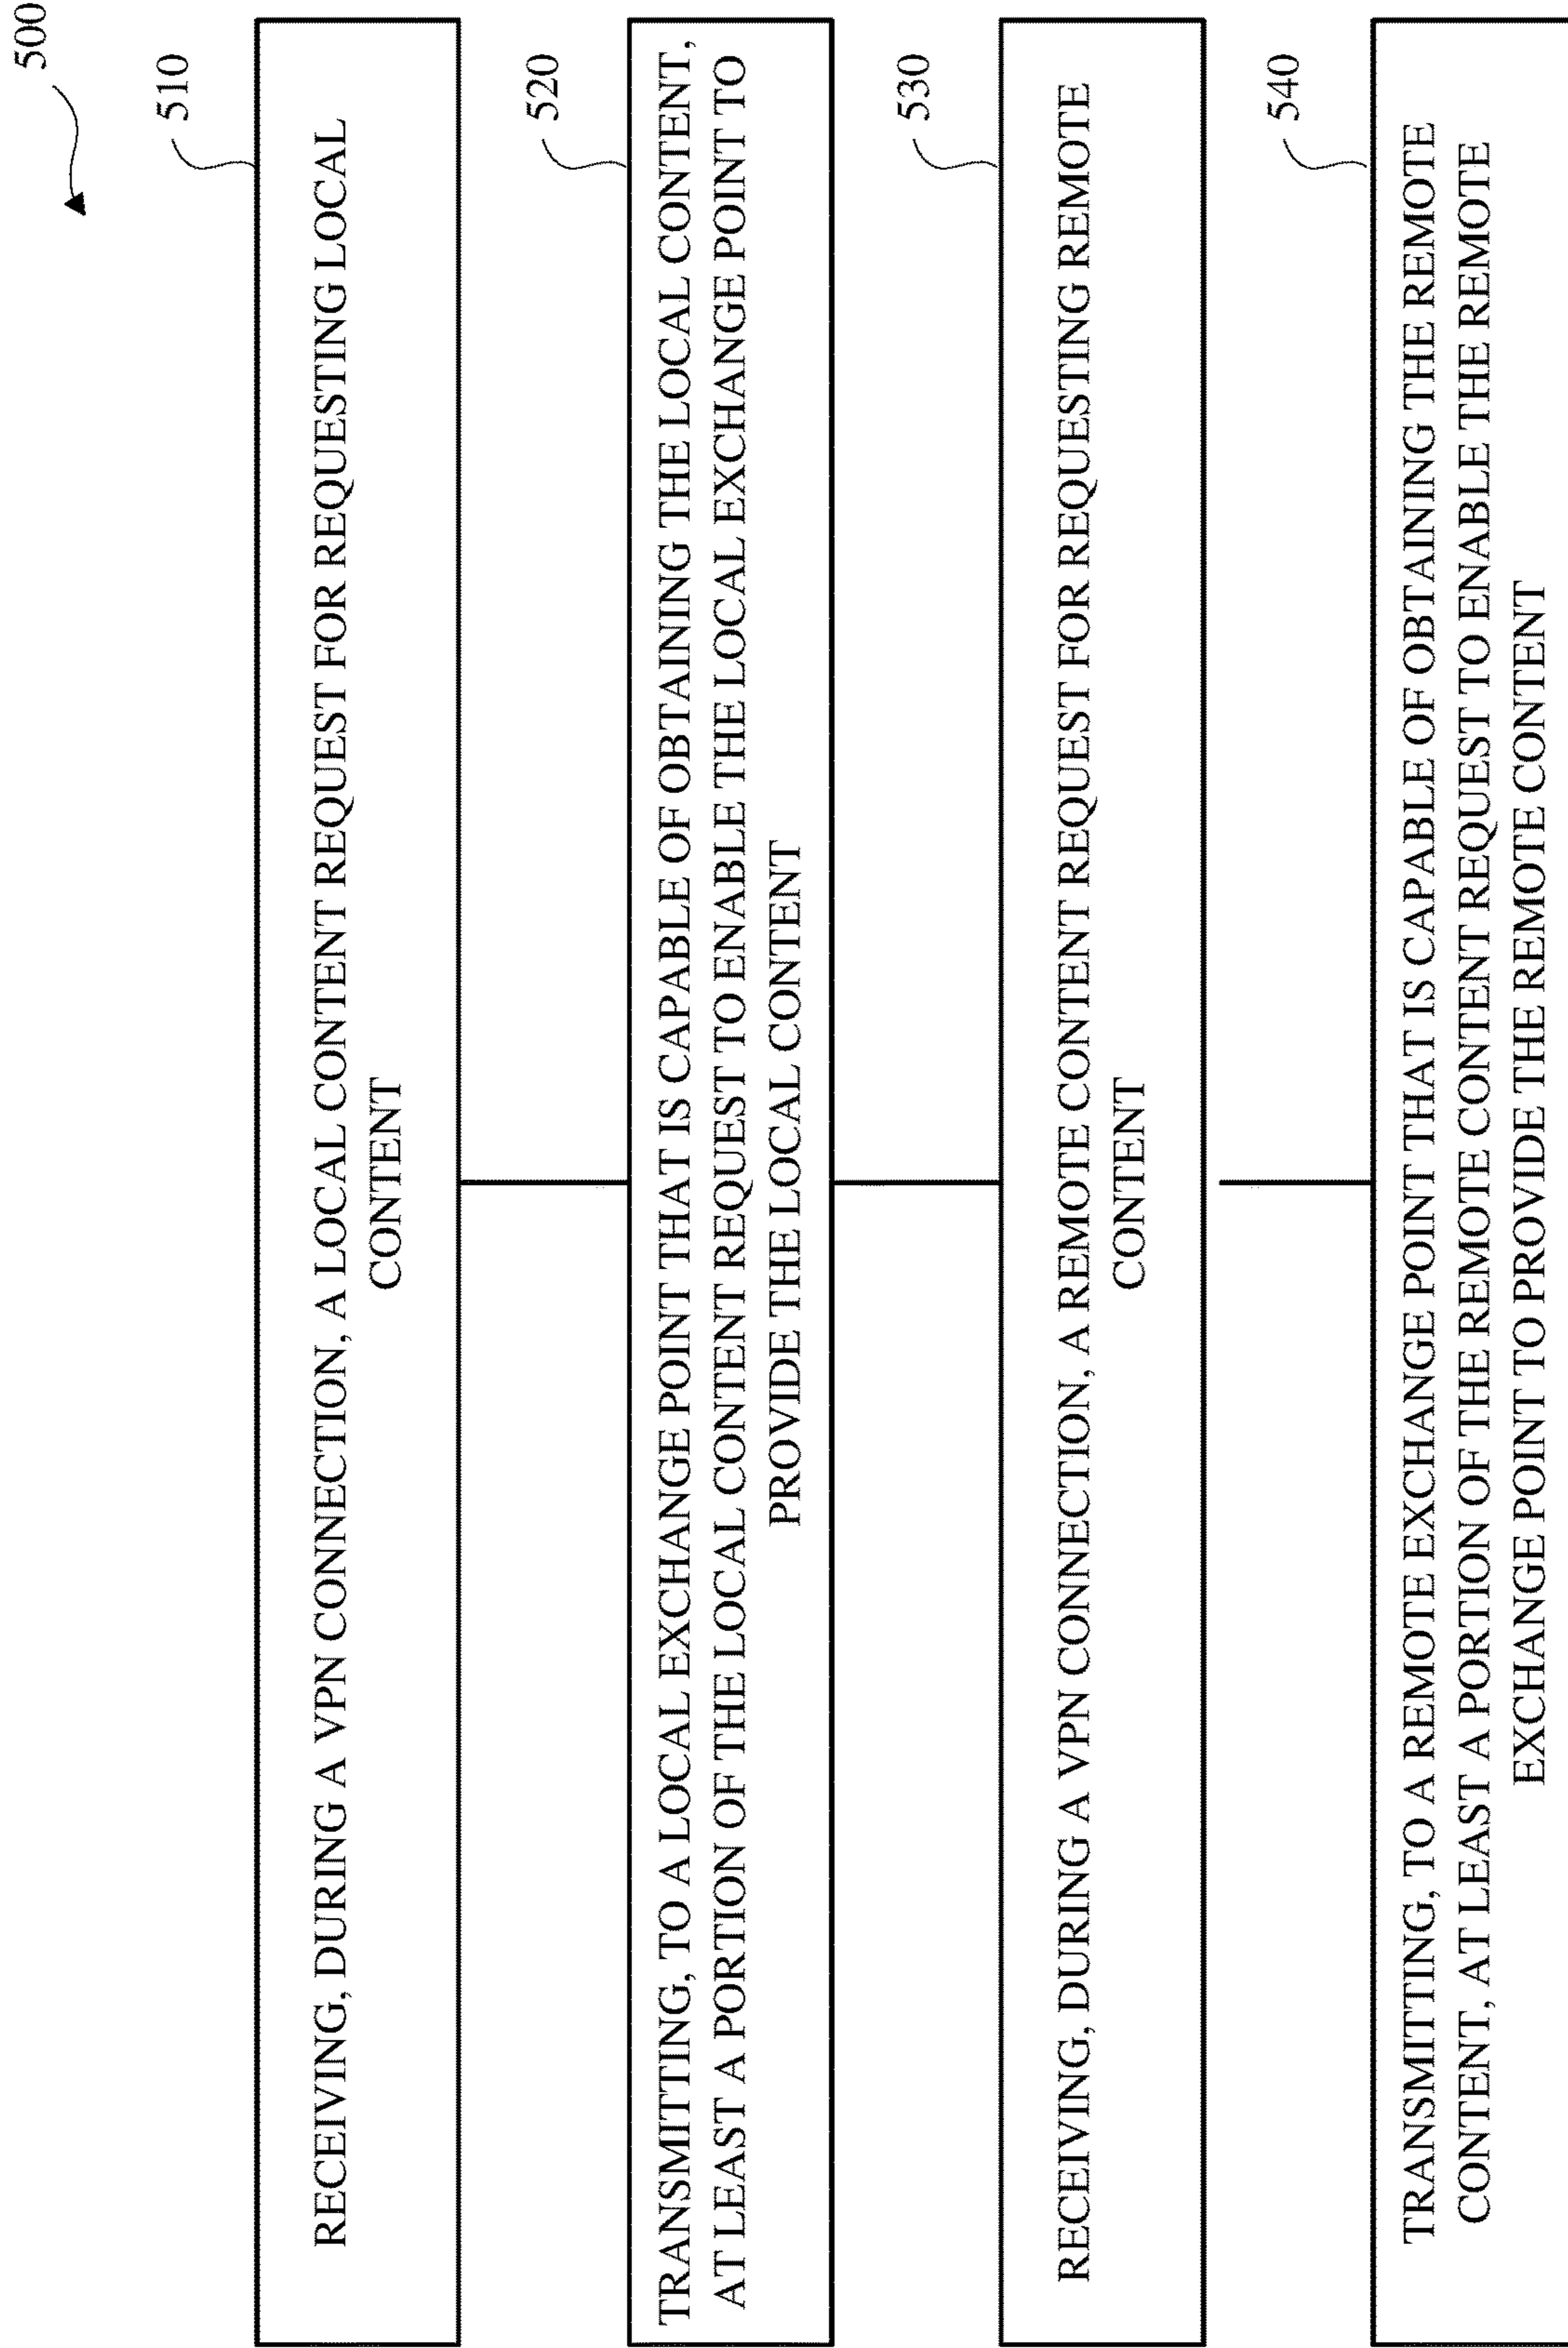 500
510
RECEIVING, DURING A VPN CONNECTION, A LOCAL CONTENT REQUEST FOR REQUESTING LOCAL
CONTENT
520
TRANSMITTING, TO A LOCAL EXCHANGE POINT THAT IS CAPABLE OF OBTAINING THE LOCAL CONTENT,
AT LEAST A PORTION OF THE LOCAL CONTENT REQUEST TO ENABLE THE LOCAL EXCHANGE POINT TO
PROVIDE THE LOCAL CONTENT
530
RECEIVING, DURING A VPN CONNECTION, A REMOTE CONTENT REQUEST FOR REQUESTING REMOTE
CONTENT
540
TRANSMITTING, TO A REMOTE EXCHANGE POINT THAT IS CAPABLE OF OBTAINING THE REMOTE
CONTENT, AT LEAST A PORTION OF THE REMOTE CONTENT REQUEST TO ENABLE THE REMOTE
EXCHANGE POINT TO PROVIDE THE REMOTE CONTENT